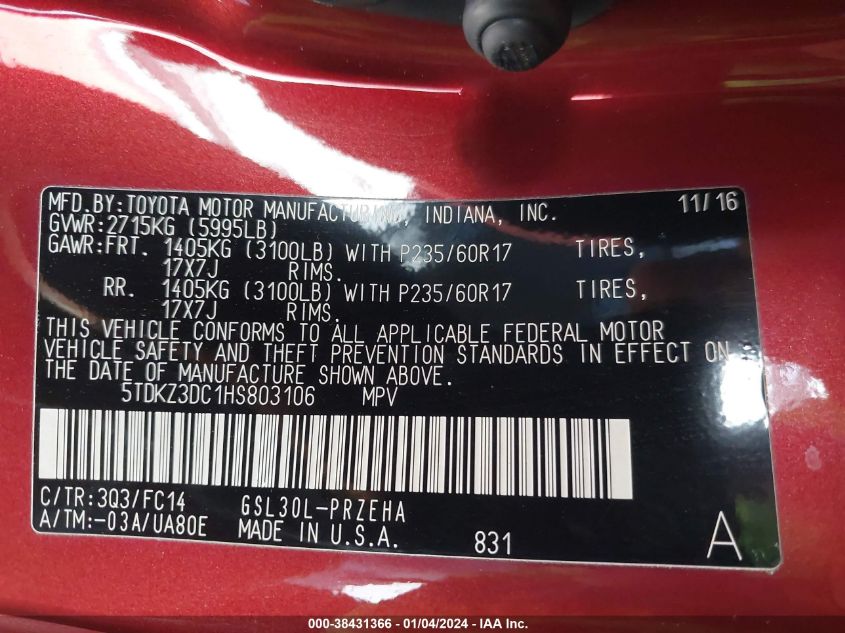 MFD.BY:TOYOTA MOTOR MANUFACTURING, INDIANA, INC. 11/16
GVWR:2715KG (5995LB)
GAWR:FRT. 1405KG (3100LB) WITH P235/60R17 TIRES,
17X7J RIMS.
RR. 1405KG (3100LB) WITH P235/60R17 TIRES,
17X7J RIMS.
THIS VEHICLE CONFORMS TO ALL APPLICABLE FEDERAL MOTOR
VEHICLE SAFETY AND THEFT PREVENTION STANDARDS IN EFFECT ON
THE DATE OF MANUFACTURE SHOWN ABOVE.
5TDKZ3DC1HS803106 MPV
C/TR:3Q3/FC14 GSL30L-PRZEHA
A/TM:-03A/UA80E MADE IN U.S.A. 831 A
000-38431366 - 01/04/2024 - IAA Inc.